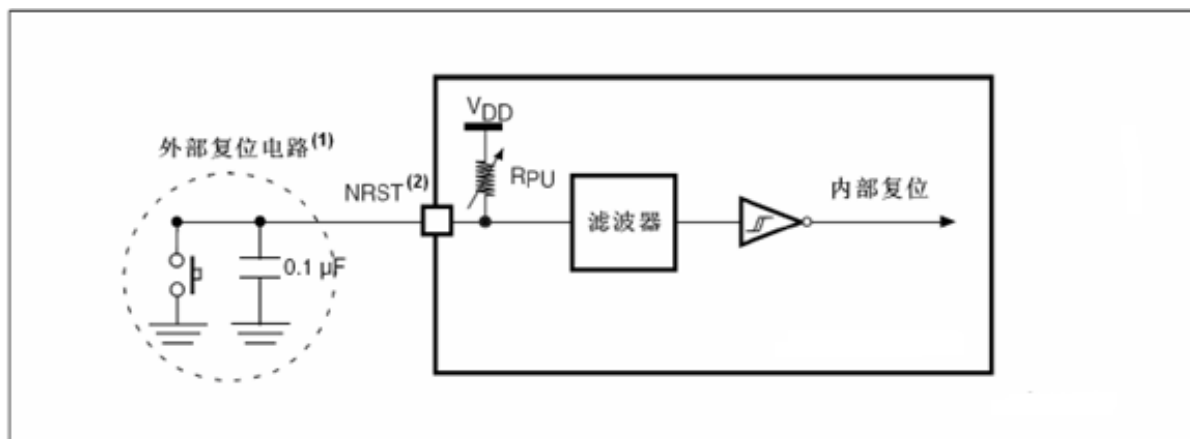 外部复位电路(1)
VDD
NRST(2)
RPU
0.1 μF
滤波器
内部复位